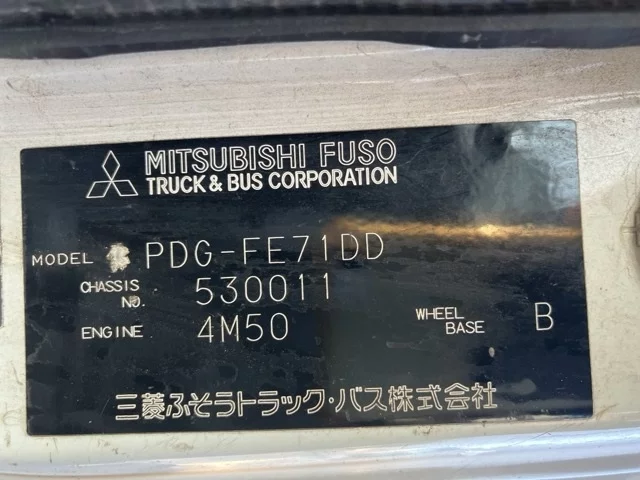 MITSUBISHI FUSO
TRUCK & BUS CORPORATION
MODEL PDG-FE71DD
CHASSIS NO. 530011
ENGINE 4M50
WHEEL BASE B
三菱ふそうトラック・バス株式会社